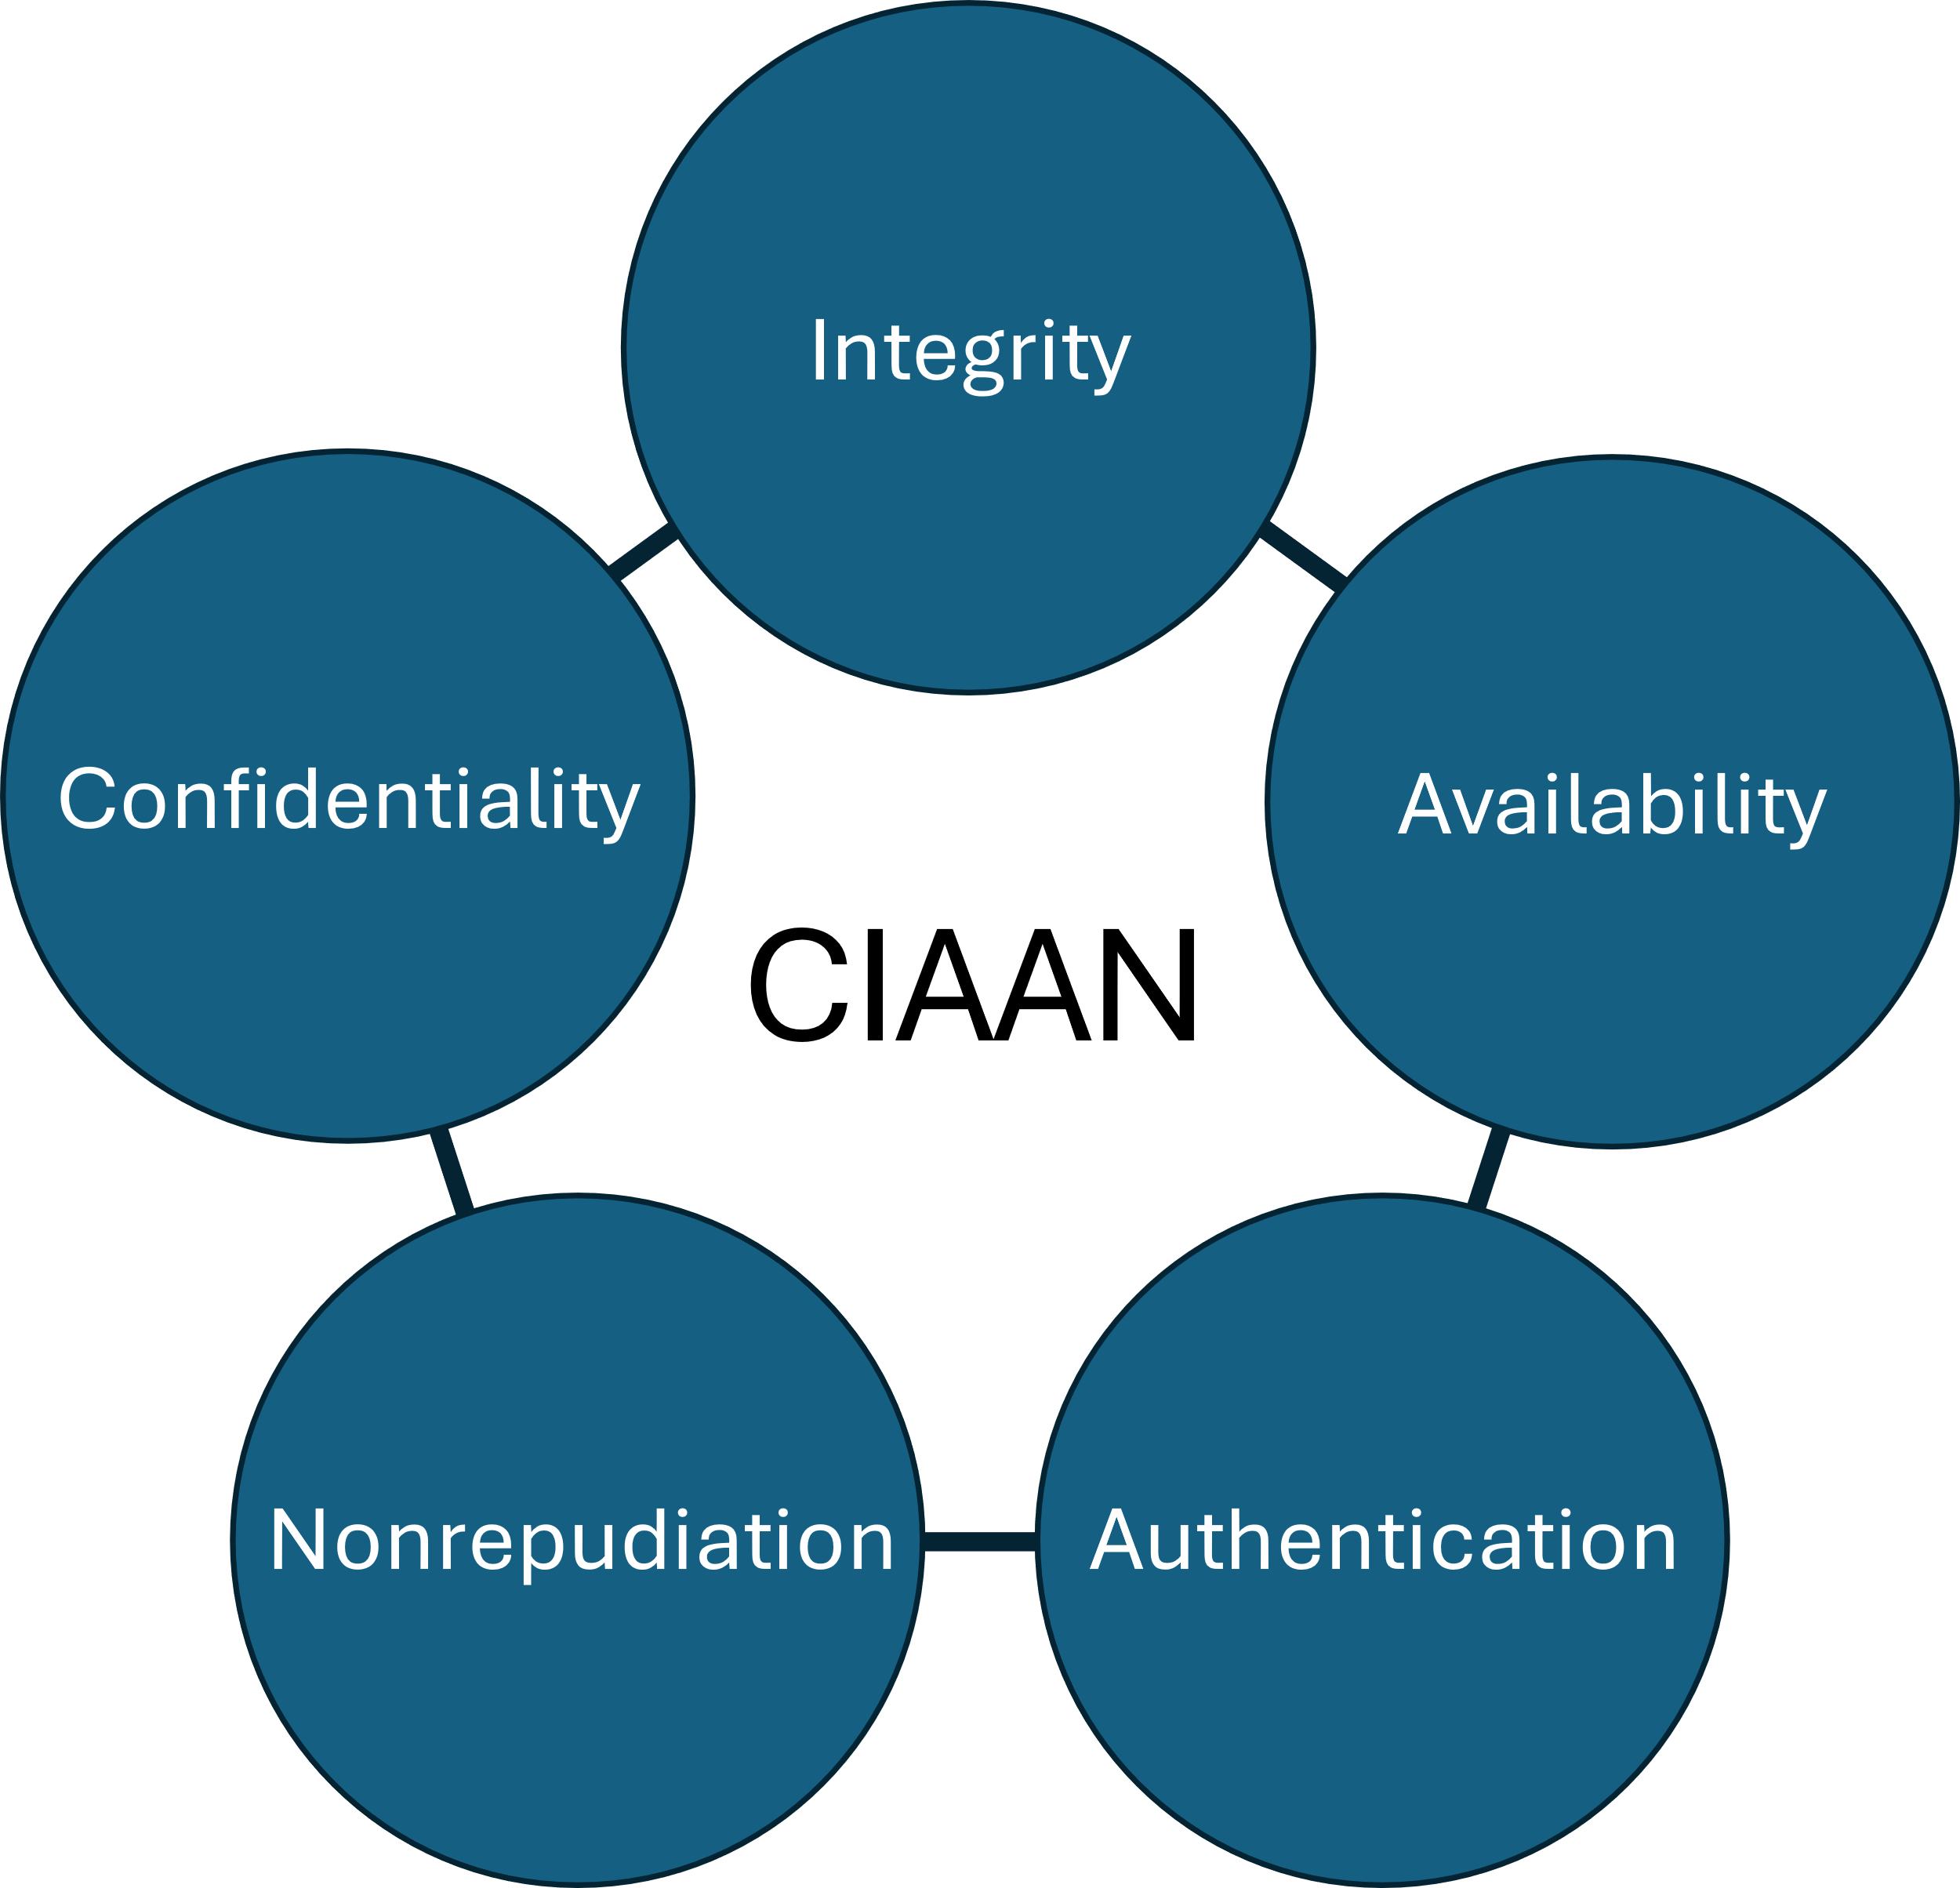 Integrity
Confidentiality
Availability
CIAAN
Nonrepudiation
Authentication